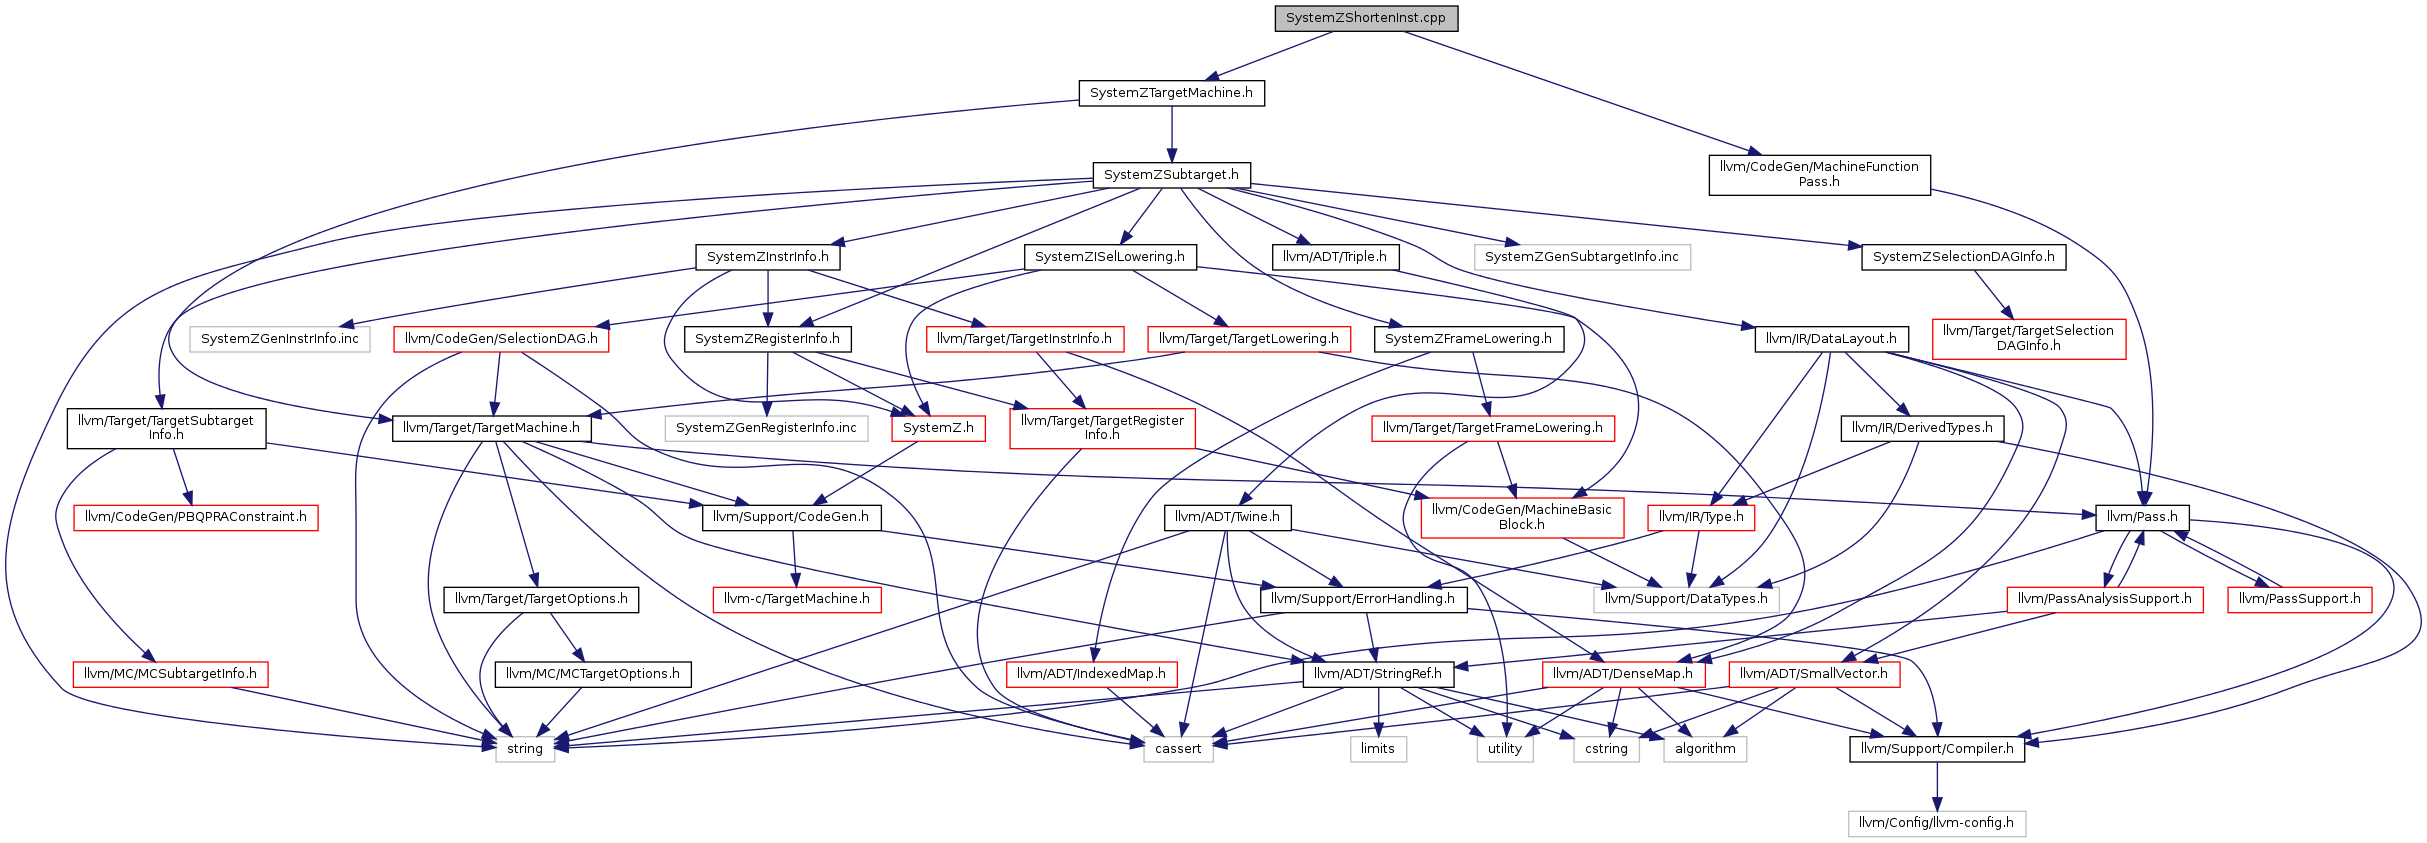 SystemZShortenInst.cpp
SystemZTargetMachine.h
llvm/CodeGen/MachineFunction
Pass.h
SystemZSubtarget.h
SystemZInstrInfo.h
SystemZISelLowering.h
llvm/ADT/Triple.h
SystemZGenSubtargetInfo.inc
SystemZSelectionDAGInfo.h
SystemZGenInstrInfo.inc
llvm/CodeGen/SelectionDAG.h
SystemZRegisterInfo.h
llvm/Target/TargetInstrInfo.h
llvm/Target/TargetLowering.h
SystemZFrameLowering.h
llvm/IR/DataLayout.h
llvm/Target/TargetSelection
DAGInfo.h
llvm/Target/TargetSubtarget
Info.h
llvm/Target/TargetMachine.h
SystemZGenRegisterInfo.inc
SystemZ.h
llvm/Target/TargetRegister
Info.h
llvm/Target/TargetFrameLowering.h
llvm/IR/DerivedTypes.h
llvm/CodeGen/PBQPRAConstraint.h
llvm/Support/CodeGen.h
llvm/ADT/Twine.h
llvm/CodeGen/MachineBasic
Block.h
llvm/IR/Type.h
llvm/Pass.h
llvm/Target/TargetOptions.h
llvm-c/TargetMachine.h
llvm/Support/ErrorHandling.h
llvm/Support/DataTypes.h
llvm/PassAnalysisSupport.h
llvm/PassSupport.h
llvm/MC/MCSubtargetInfo.h
llvm/MC/MCTargetOptions.h
llvm/ADT/IndexedMap.h
llvm/ADT/StringRef.h
llvm/ADT/DenseMap.h
llvm/ADT/SmallVector.h
string
cassert
limits
utility
cstring
algorithm
llvm/Support/Compiler.h
llvm/Config/llvm-config.h